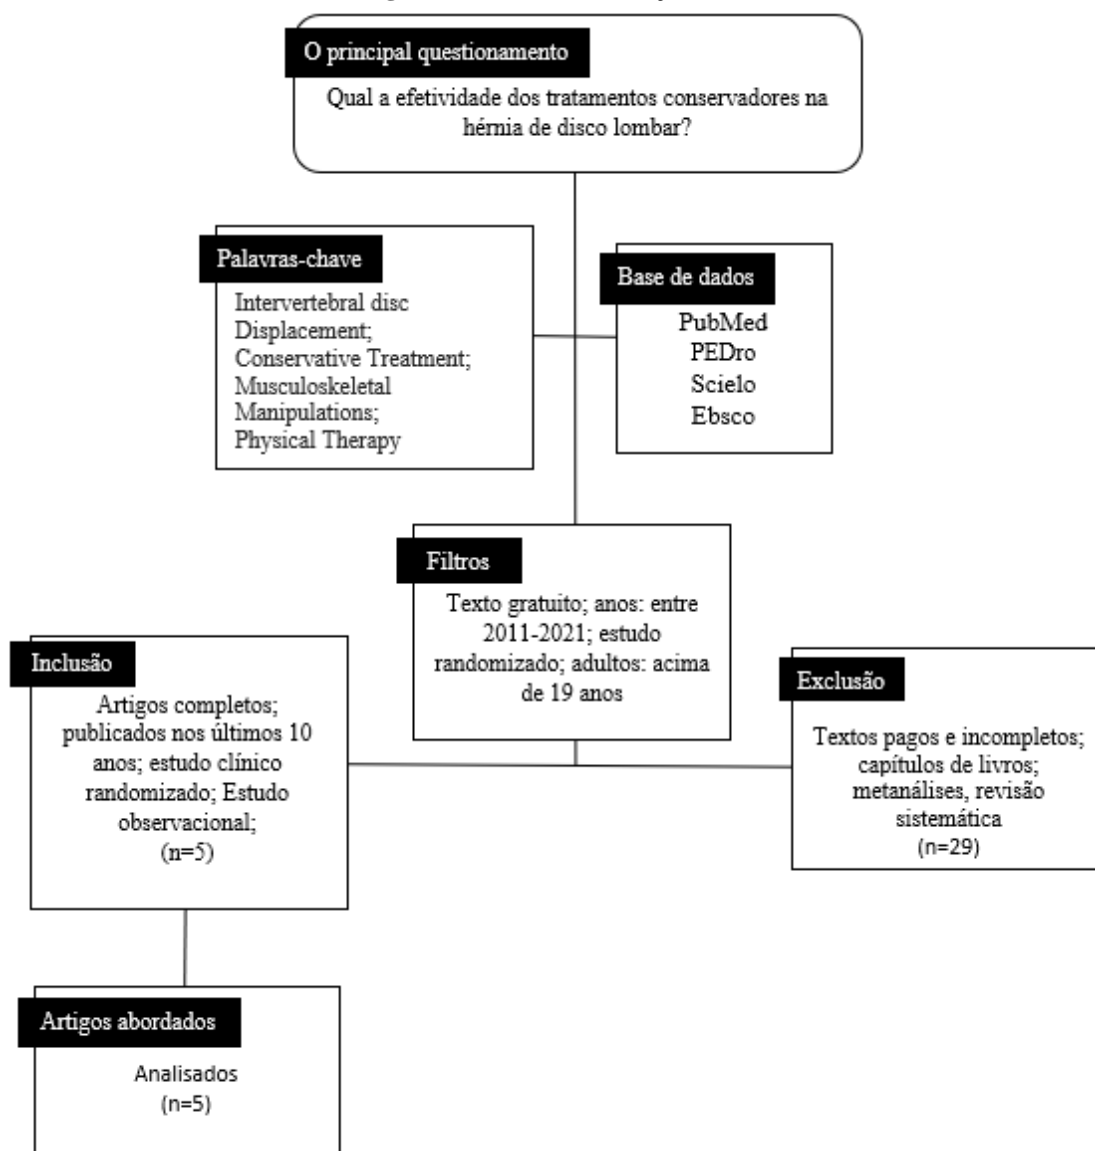 O principal questionamento
Qual a efetividade dos tratamentos conservadores na
hérnia de disco lombar?
Palavras-chave
Intervertebral disc
Displacement;
Conservative Treatment;
Musculoskeletal
Manipulations;
Physical Therapy
Base de dados
PubMed
PEDro
Scielo
Ebsco
Filtros
Texto gratuito; anos: entre
2011-2021; estudo
randomizado; adultos: acima
de 19 anos
Inclusão
Artigos completos;
publicados nos últimos 10
anos; estudo clínico
randomizado; Estudo
observacional;
(n=5)
Exclusão
Textos pagos e incompletos;
capítulos de livros;
metanálises, revisão
sistemática
(n=29)
Artigos abordados
Analisados
(n=5)